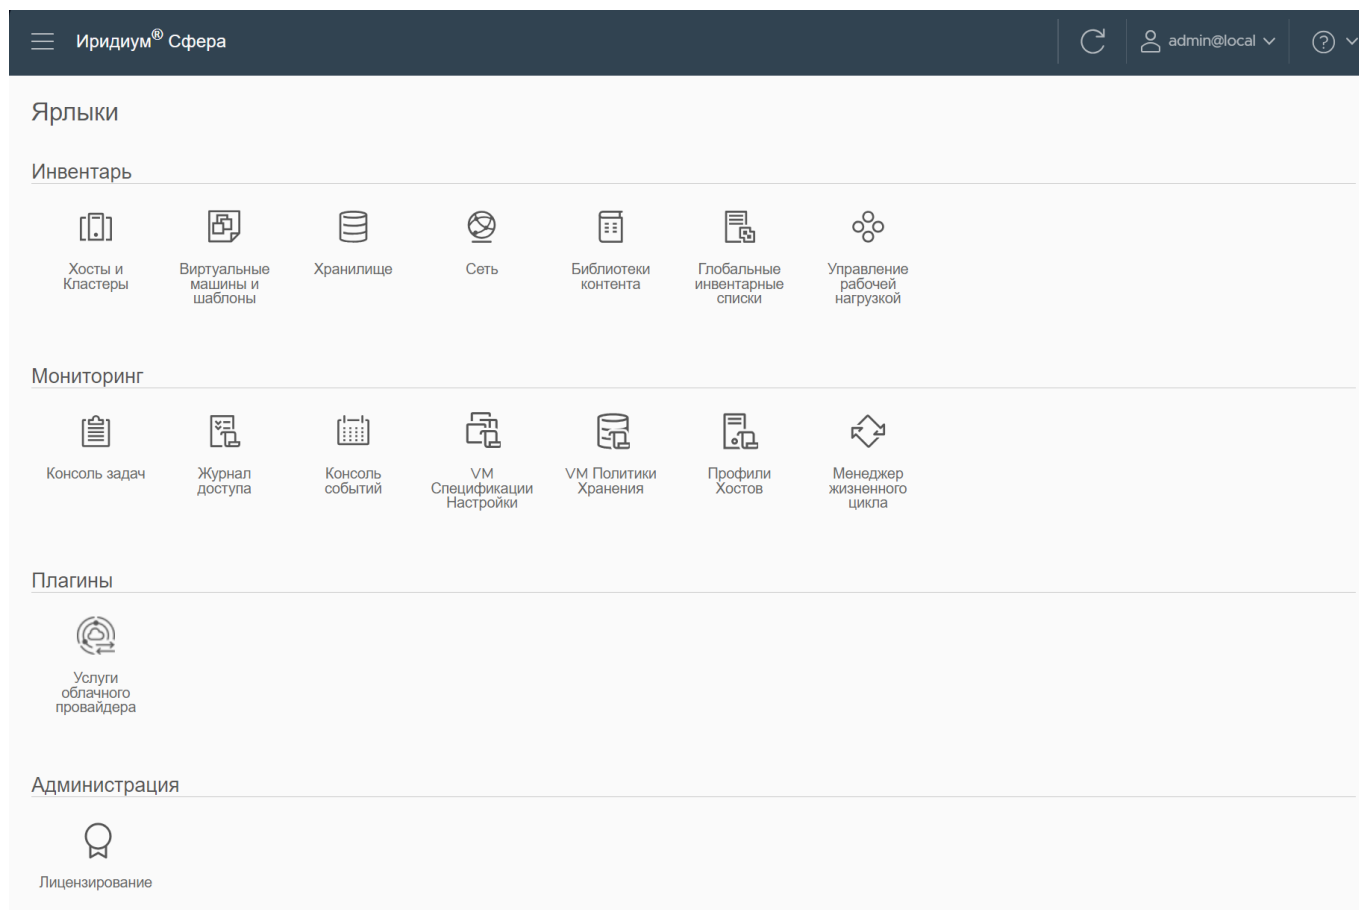 Иридиум® Сфера
admin@local
Ярлыки
Инвентарь
Хосты и
Кластеры
Виртуальные
машины и
шаблоны
Хранилище
Сеть
Библиотеки
контента
Глобальные
инвентарные
списки
Управление
рабочей
нагрузкой
Мониторинг
Консоль задач
Журнал
доступа
Консоль
событий
VM
Спецификации
Настройки
VM Политики
Хранения
Профили
Хостов
Менеджер
жизненного
цикла
Плагины
Услуги
облачного
провайдера
Администрация
Лицензирование